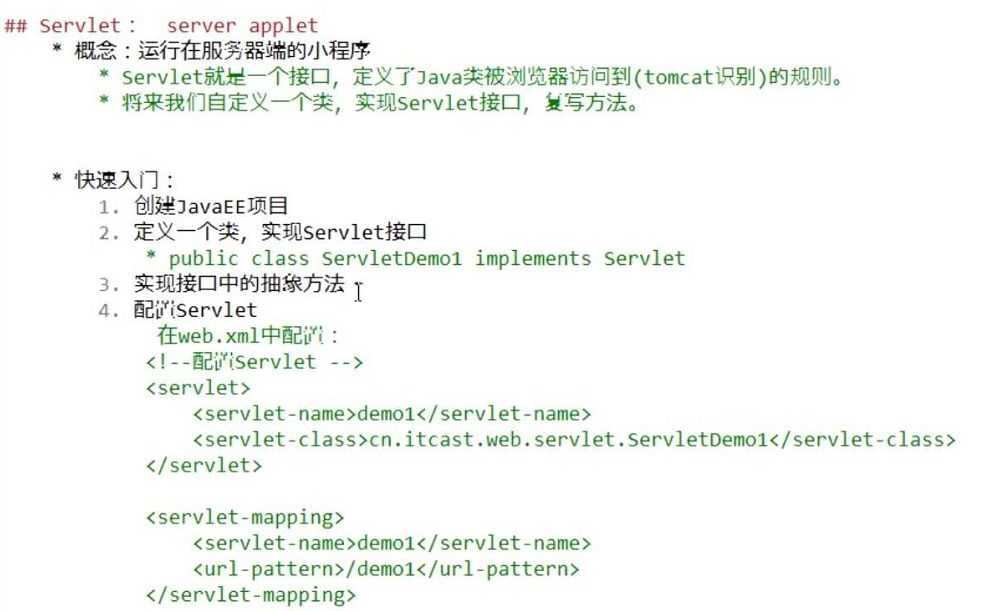 ## Servlet： server applet
* 概念：运行在服务器端的小程序
* Servlet就是一个接口，定义了Java类被浏览器访问到(tomcat识别)的规则。
* 将来我们自定义一个类，实现Servlet接口，复写方法。
* 快速入门：
1. 创建JavaEE项目
2. 定义一个类，实现Servlet接口
* public class ServletDemo1 implements Servlet
3. 实现接口中的抽象方法
4. 配置Servlet
在web.xml中配置：
<!--配置Servlet -->
<servlet>
<servlet-name>demo1</servlet-name>
<servlet-class>cn.itcast.web.servlet.ServletDemo1</servlet-class>
</servlet>
<servlet-mapping>
<servlet-name>demo1</servlet-name>
<url-pattern>/demo1</url-pattern>
</servlet-mapping>